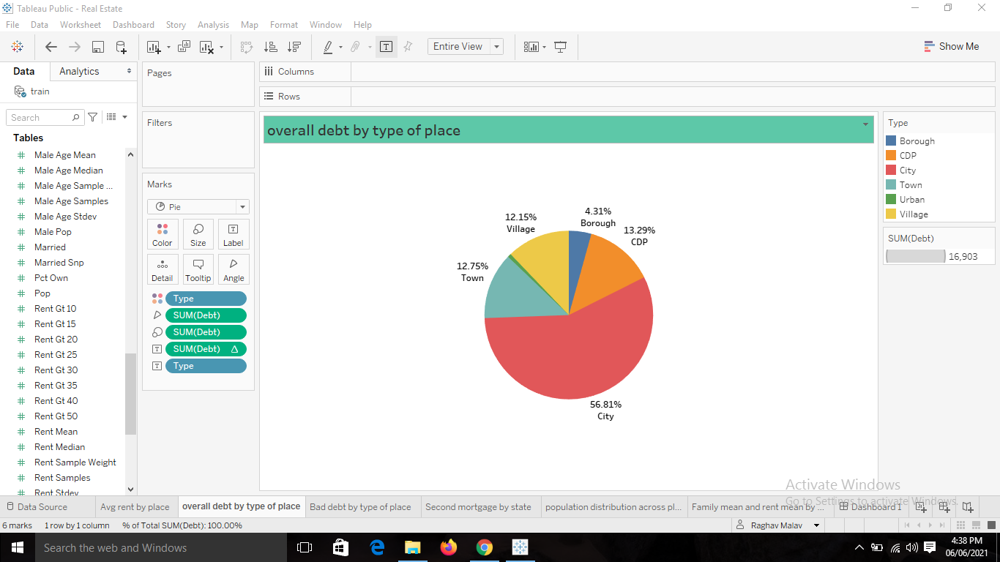 Tableau Public - Real Estate
File Data Worksheet Dashboard Story Analysis Map Format Window Help
Entire View
Show Me
Data Analytics
train
Search
Tables
Male Age Mean
Male Age Median
Male Age Sample ...
Male Age Samples
Male Age Stdev
Male Pop
Married
Married Snp
Pct Own
Pop
Rent Gt 10
Rent Gt 15
Rent Gt 20
Rent Gt 25
Rent Gt 30
Rent Gt 35
Rent Gt 40
Rent Gt 50
Rent Mean
Rent Median
Rent Sample Weight
Rent Samples
Rent Stdev
Pages
Filters
Marks
Pie
Color Size Label
Detail Tooltip Angle
Type
SUM(Debt)
SUM(Debt)
SUM(Debt) Δ
Type
Columns
Rows
overall debt by type of place
4.31%
Borough
13.29%
CDP
56.81%
City
12.75%
Town
12.15%
Village
Type
Borough
CDP
City
Town
Urban
Village
SUM(Debt)
16,903
Activate Windows
Go to Settings to activate Windows.
Data Source Avg rent by place overall debt by type of place Bad debt by type of place Second mortgage by state population distribution across pl... Family mean and rent mean by ... Dashboard 1
6 marks 1 row by 1 column % of Total SUM(Debt): 100.00% Raghav Malav
Search the web and Windows
4:38 PM
06/06/2021